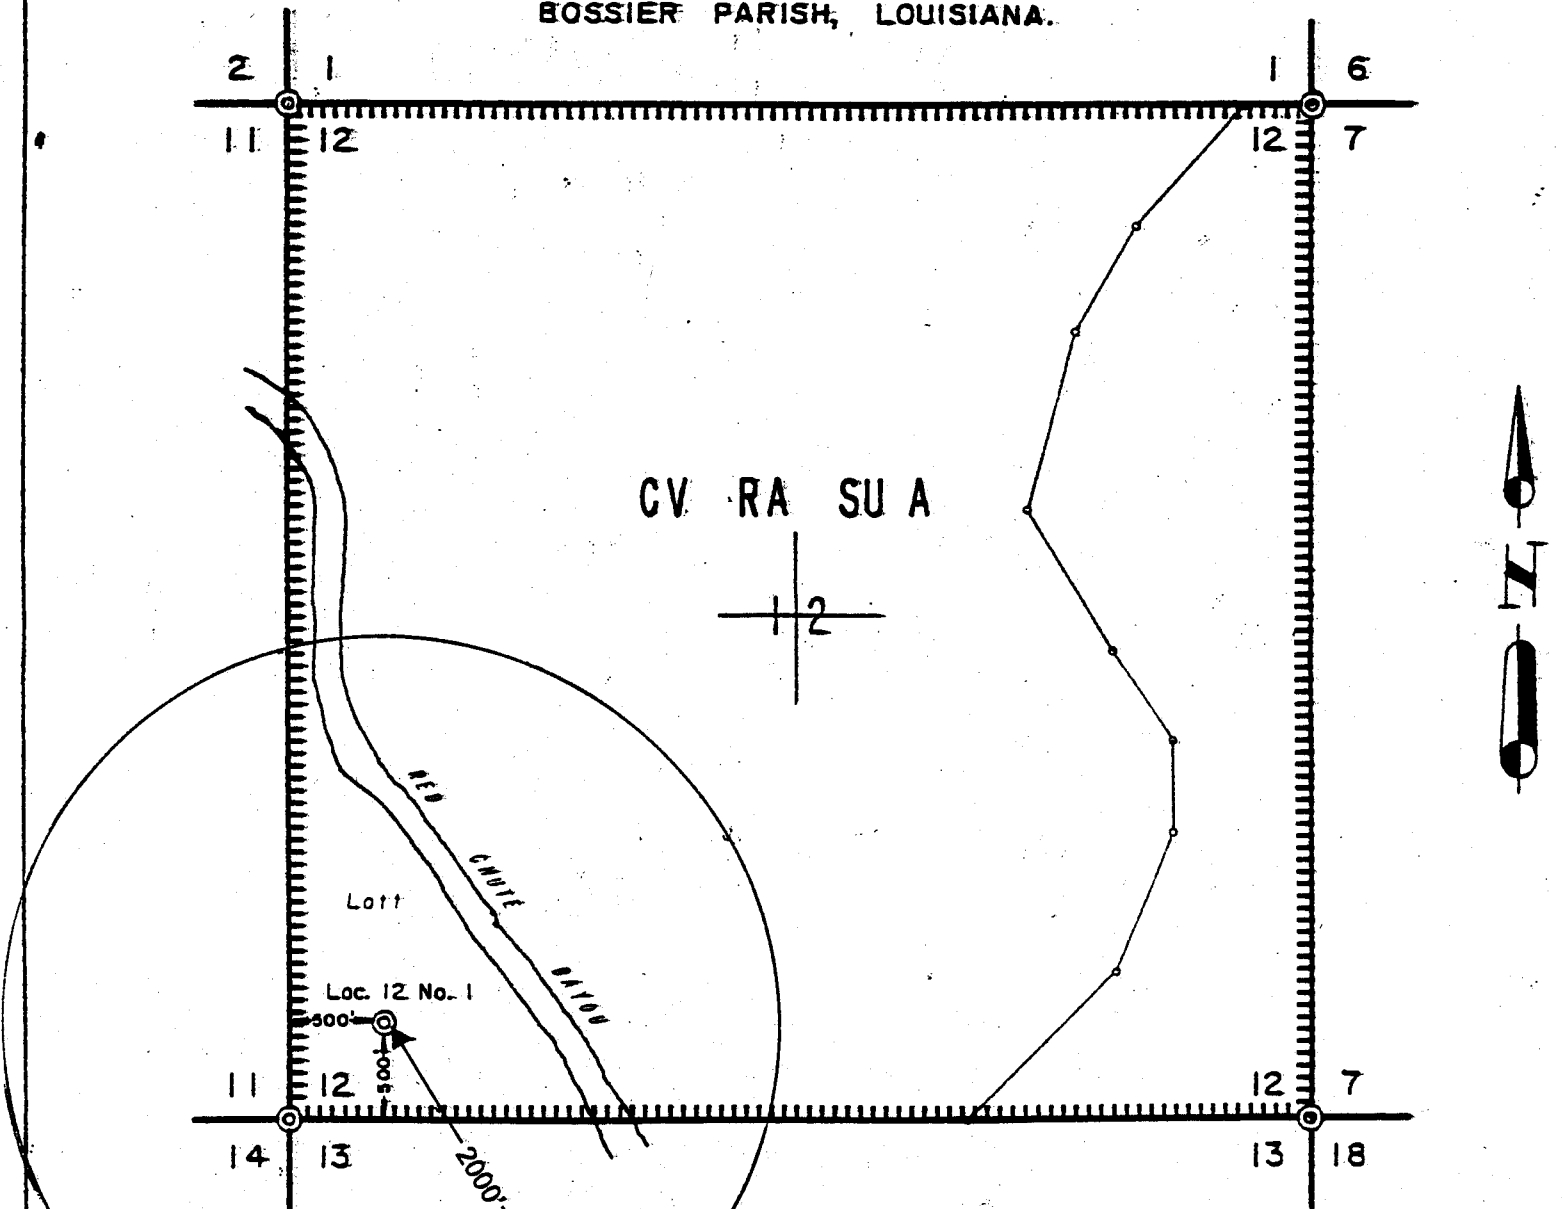 BOSSIER PARISH, LOUISIANA.
2 1
1 6
11 12
12 7
CV RA SU A
12
N
RED
CHUTE
BAYOU
Lott
Loc. 12 No. 1
500'
500'
11 12
12 7
14 13
13 18
2000'